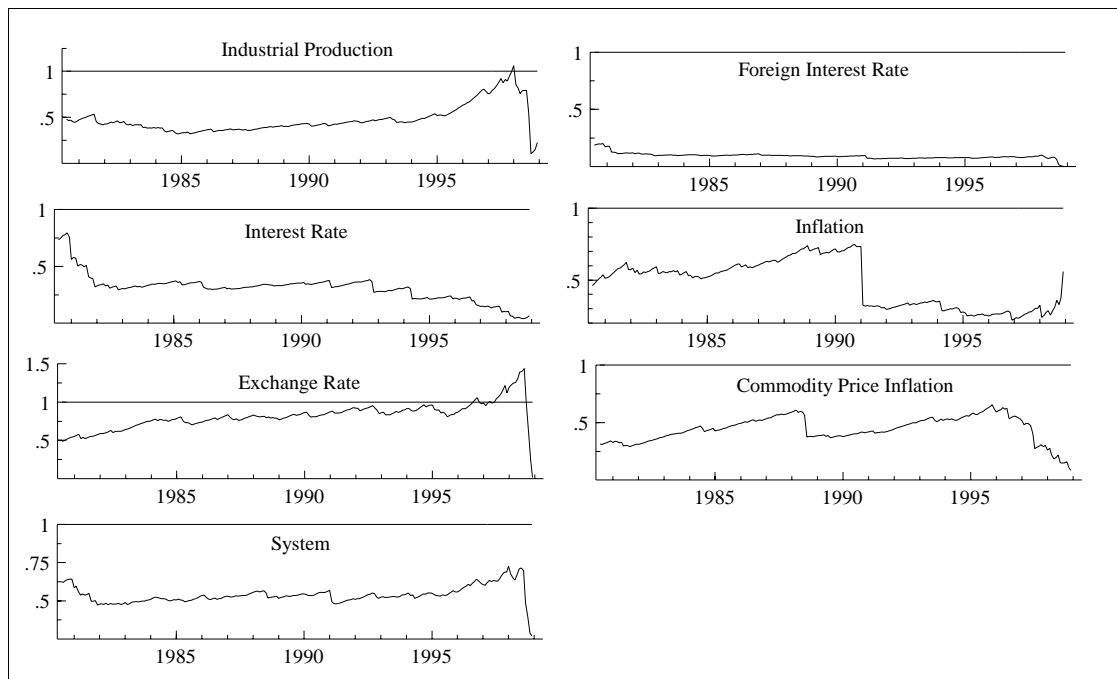 Industrial Production
1
.5
1985 1990 1995
Foreign Interest Rate
1
.5
1985 1990 1995
Interest Rate
1
.5
1985 1990 1995
Inflation
1
.5
1985 1990 1995
Exchange Rate
1.5
1
.5
1985 1990 1995
Commodity Price Inflation
1
.5
1985 1990 1995
System
1
.75
.5
1985 1990 1995